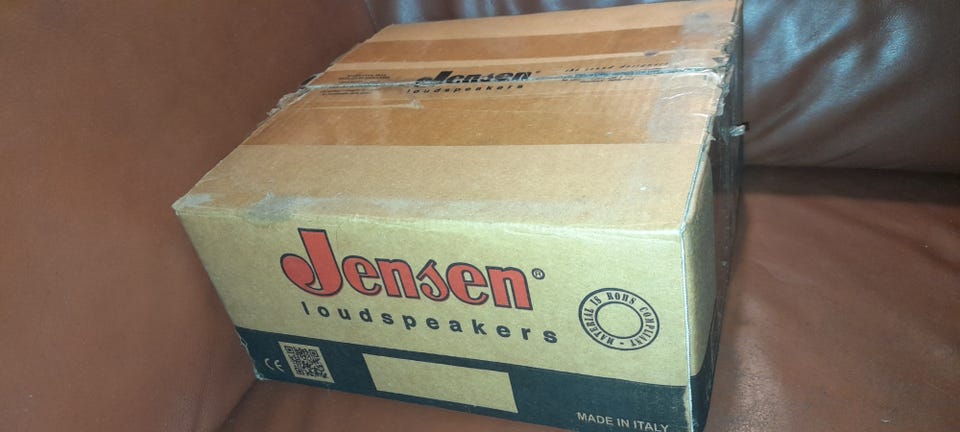 Jensen®
loudspeakers
Jensen®
loudspeakers
MATERIAL IS ROHS COMPLIANT -
CE
MADE IN ITALY